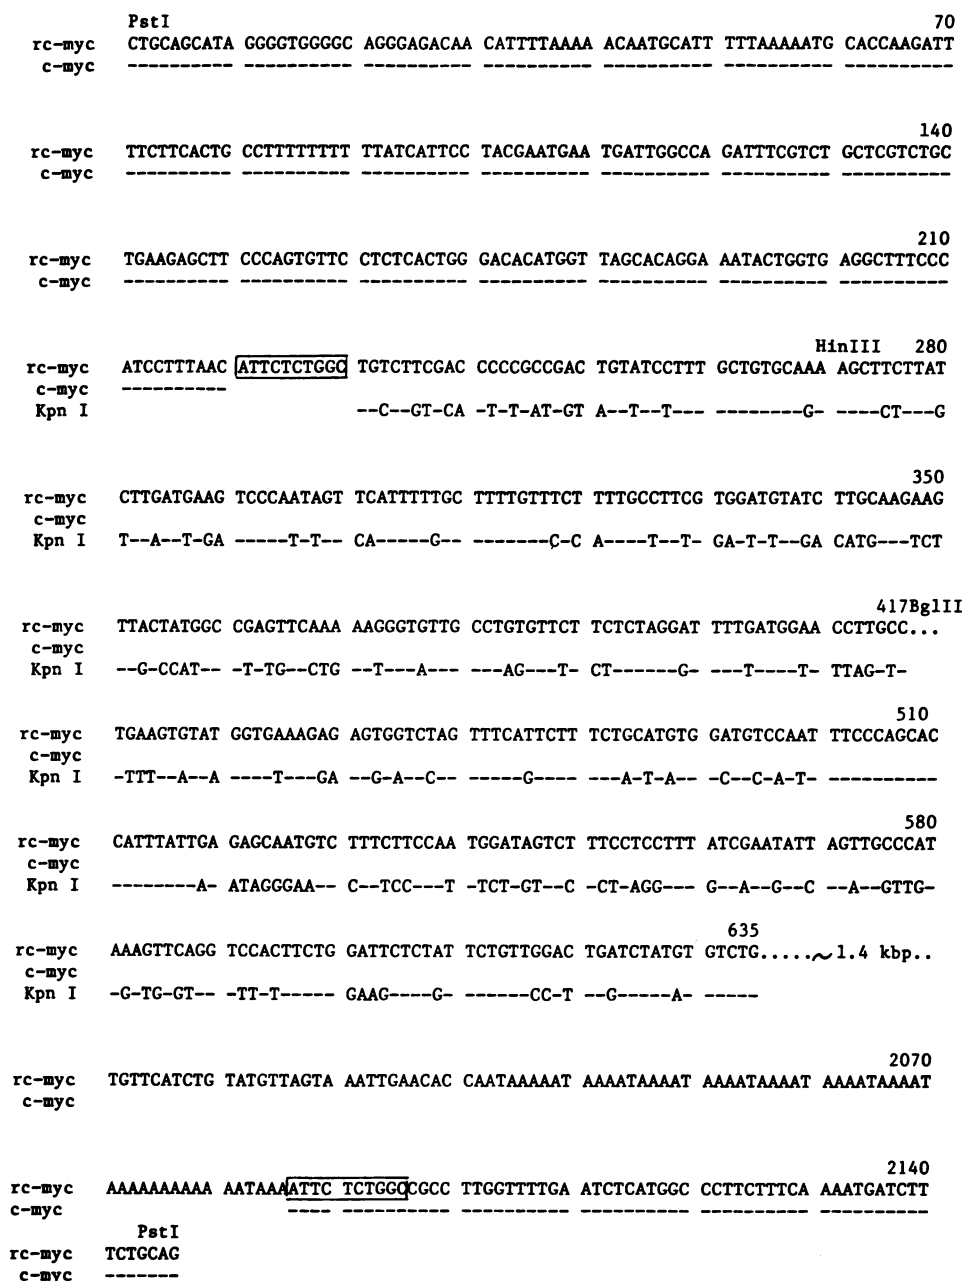 PstI 70
rc-myc CTGCAGCATA GGGGTGGGGC AGGGAGACAA CATTTTAAAA ACAATGCATT TTTAAAAATG CACCAAGATT
c-myc ---------- ---------- ---------- ---------- ---------- ---------- ----------
140
rc-myc TTCTTCACTG CCTTTTTTTT TTATCATTCC TACGAATGAA TGATTGGCCA GATTTCGTCT GCTCGTCTGC
c-myc ---------- ---------- ---------- ---------- ---------- ---------- ----------
210
rc-myc TGAAGAGCTT CCCAGTGTTC CTCTCACTGG GACACATGGT TAGCACAGGA AATACTGGTG AGGCTTTCCC
c-myc ---------- ---------- ---------- ---------- ---------- ---------- ----------
HinIII 280
rc-myc ATCCTTTAAC ATTCTCTGGC TGTCTTCGAC CCCCGCCGAC TGTATCCTTT GCTGTGCAAA AGCTTCTTAT
c-myc ----------
Kpn I --C--GT-CA -T-T-AT-GT A--T--T--- --------G- ----CT---G
350
rc-myc CTTGATGAAG TCCCAATAGT TCATTTTTGC TTTTGTTTCT TTTGCCTTCG TGGATGTATC TTGCAAGAAG
c-myc
Kpn I T--A--T-GA -----T-T-- CA-----G-- --------C-C A----T--T- GA-T-T--GA CATG---TCT
417BglII
rc-myc TTACTATGGC CGAGTTCAAA AAGGGTGTTG CCTGTGTTCT TCTCTAGGAT TTTGATGGAA CCTTGCC...
c-myc
Kpn I --G-CCAT-- -T-TG--CTG --T---A--- ---AG---T- CT------G- ---T----T- TTAG-T-
510
rc-myc TGAAGTGTAT GGTGAAAGAG AGTGGTCTAG TTTCATTCTT TCTGCATGTG GATGTCCAAT TTCCCAGCAC
c-myc
Kpn I -TTT--A--A ----T---GA --G-A--C-- -----G---- ---A-T-A-- -C--C-A-T- ----------
580
rc-myc CATTTATTGA GAGCAATGTC TTTCTTCCAA TGGATAGTCT TTCCTCCTTT ATCGAATATT AGTTGCCCAT
c-myc
Kpn I --------A- ATAGGGAA-- C--TCC---T -TCT-GT--C -CT-AGG--- G--A--G--C --A--GTTG-
635
rc-myc AAAGTTCAGG TCCACTTCTG GATTCTCTAT TCTGTTGGAC TGATCTATGT GTCTG.....~1.4 kbp..
c-myc
Kpn I -G-TG-GT-- -TT-T----- GAAG----G- -------CC-T --G-----A- -----
2070
rc-myc TGTTCATCTG TATGTTAGTA AATTGAACAC CAATAAAAAT AAAATAAAAT AAAATAAAAT AAAATAAAAT
c-myc
2140
rc-myc AAAAAAAAAA AATAAAATTC TCTGGCCGCC TTGGTTTTGA ATCTCATGGC CCTTCTTTCA AAATGATCTT
c-myc ---- ---------- ---------- ---------- ---------- ----------
PstI
rc-myc TCTGCAG
c-myc -------